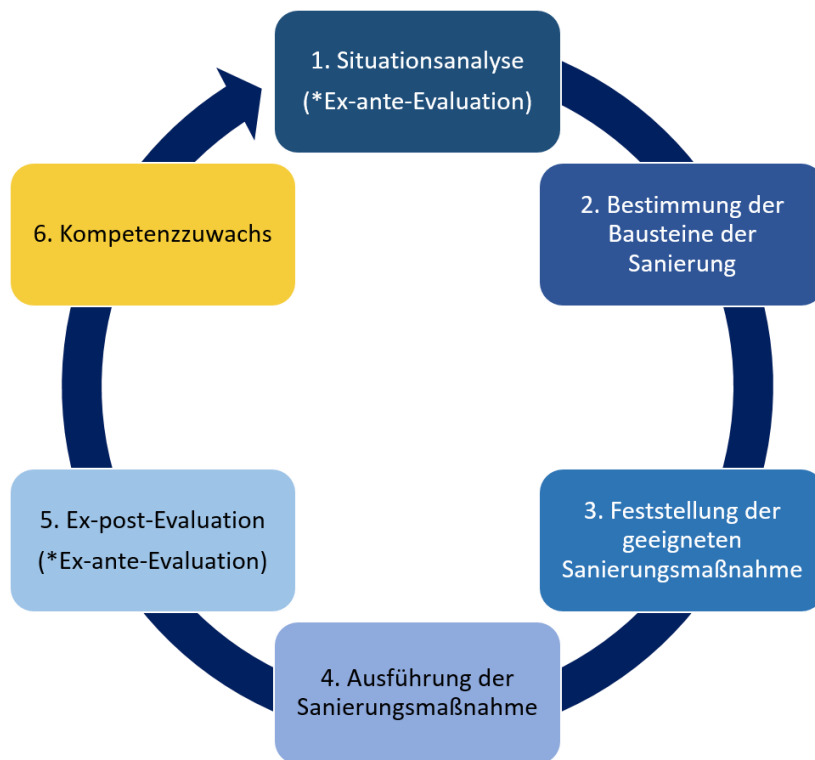 1. Situationsanalyse
(*Ex-ante-Evaluation)
2. Bestimmung der
Bausteine der
Sanierung
3. Feststellung der
geeigneten
Sanierungsmaßnahme
4. Ausführung der
Sanierungsmaßnahme
5. Ex-post-Evaluation
(*Ex-ante-Evaluation)
6. Kompetenzzuwachs